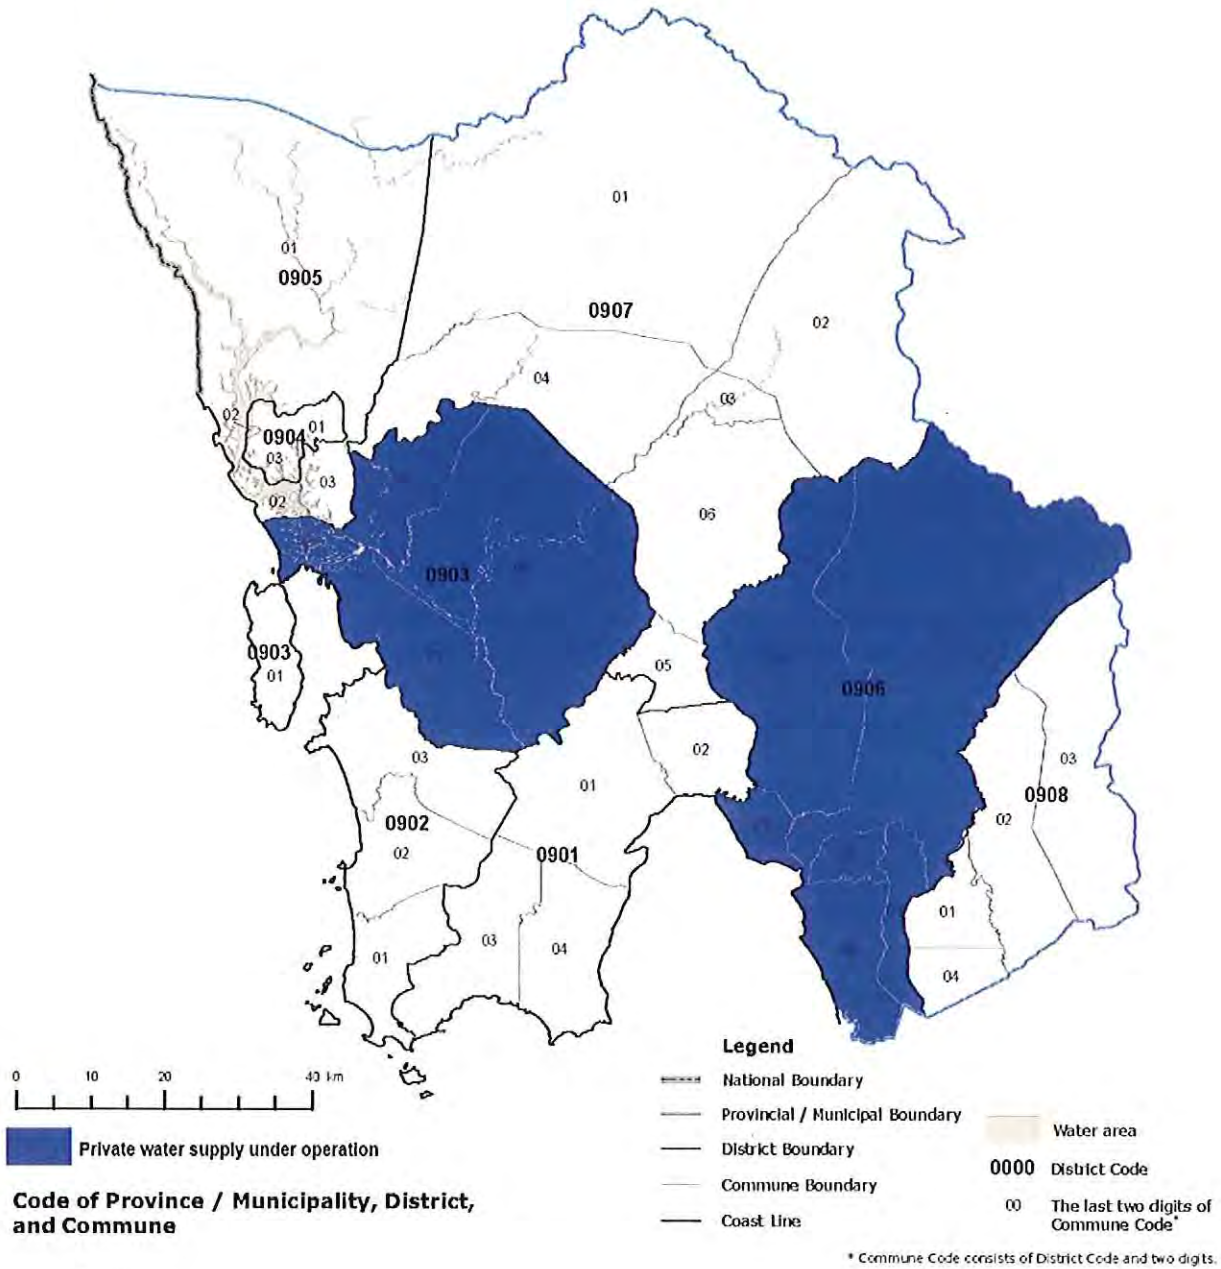 01
01
0905
0907
02
04
03
02
01
0904
03
03
02
06
0903
0903
01
05
0906
02
03
03
01
0908
02
0902
02
0901
01
03
04
01
04
Legend
National Boundary
Provincial / Municipal Boundary
District Boundary
Commune Boundary
Coast Line
Water area
0000 District Code
00 The last two digits of
Commune Code*
0 10 20 40 km
Private water supply under operation
Code of Province / Municipality, District,
and Commune
* Commune Code consists of District Code and two digits.